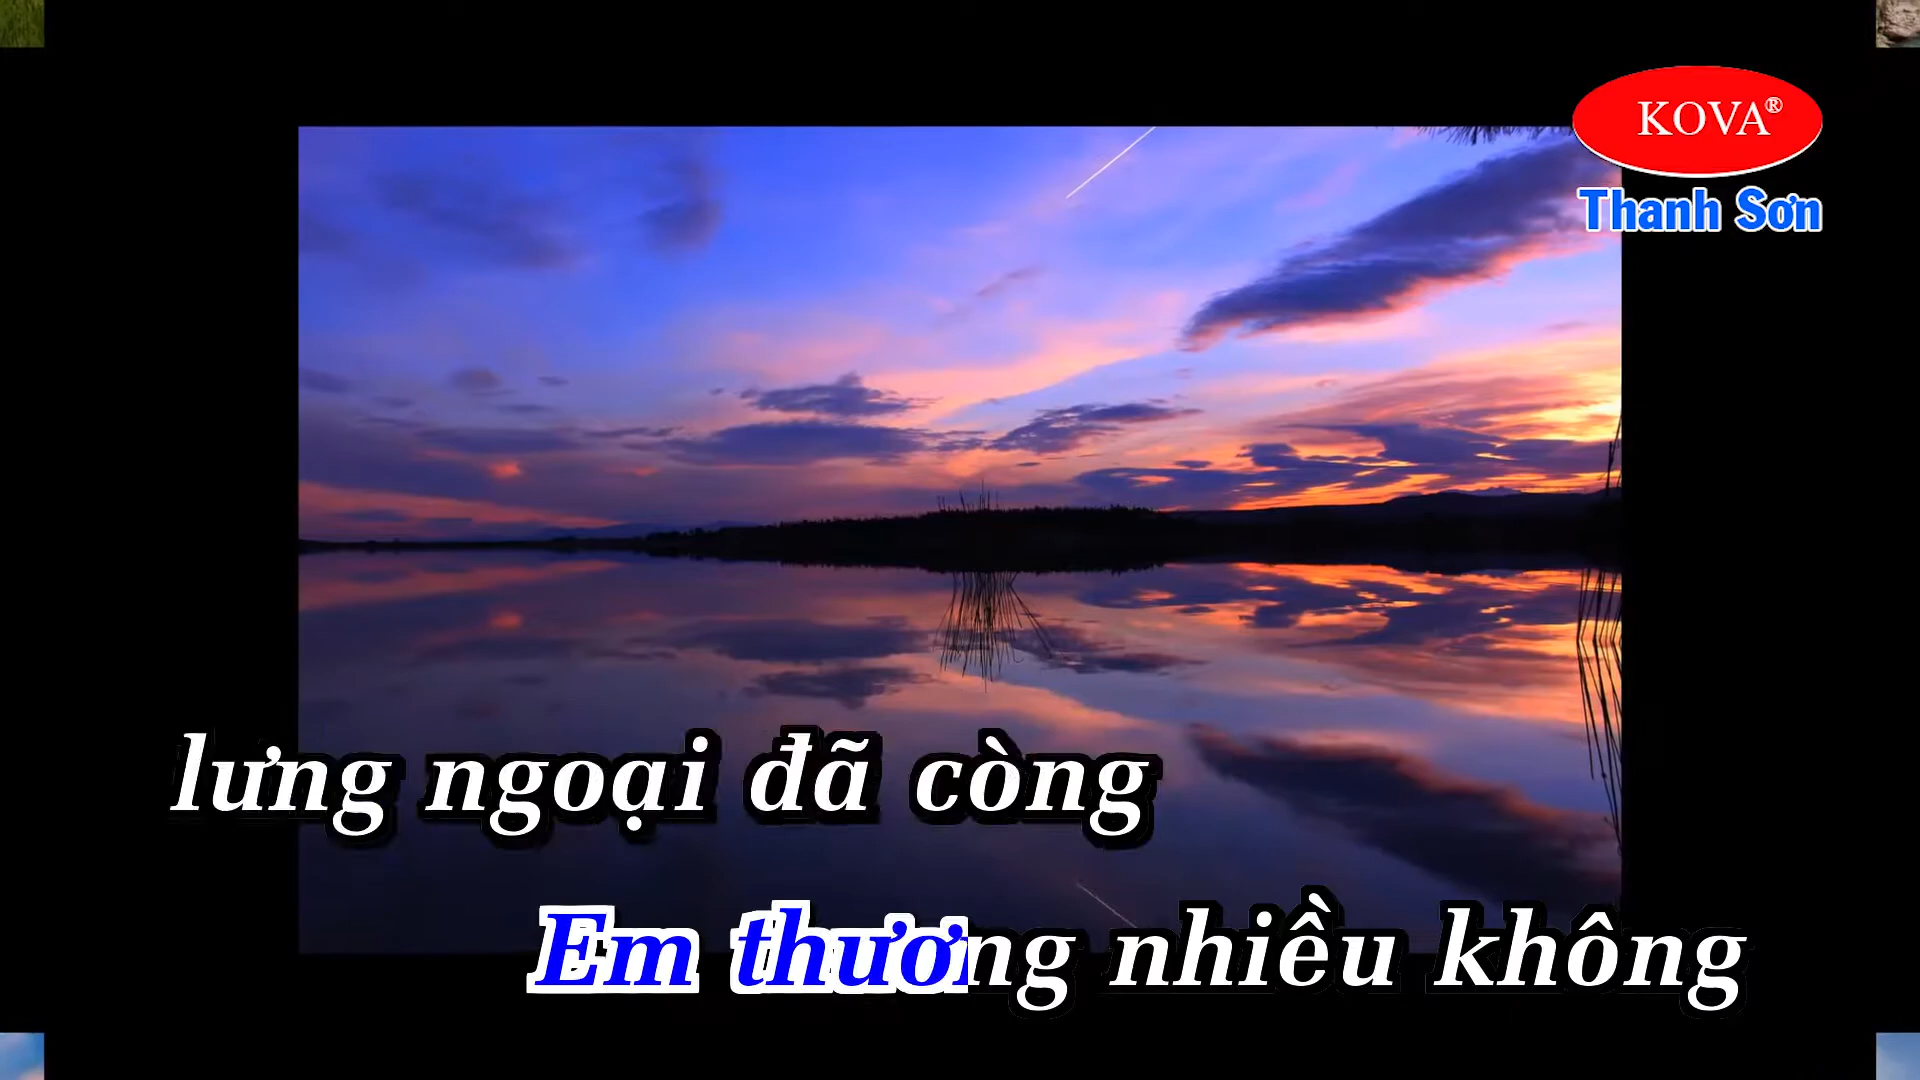 KOVA®
Thanh Sơn
lưng ngoại đã còng
Em thương nhiều không